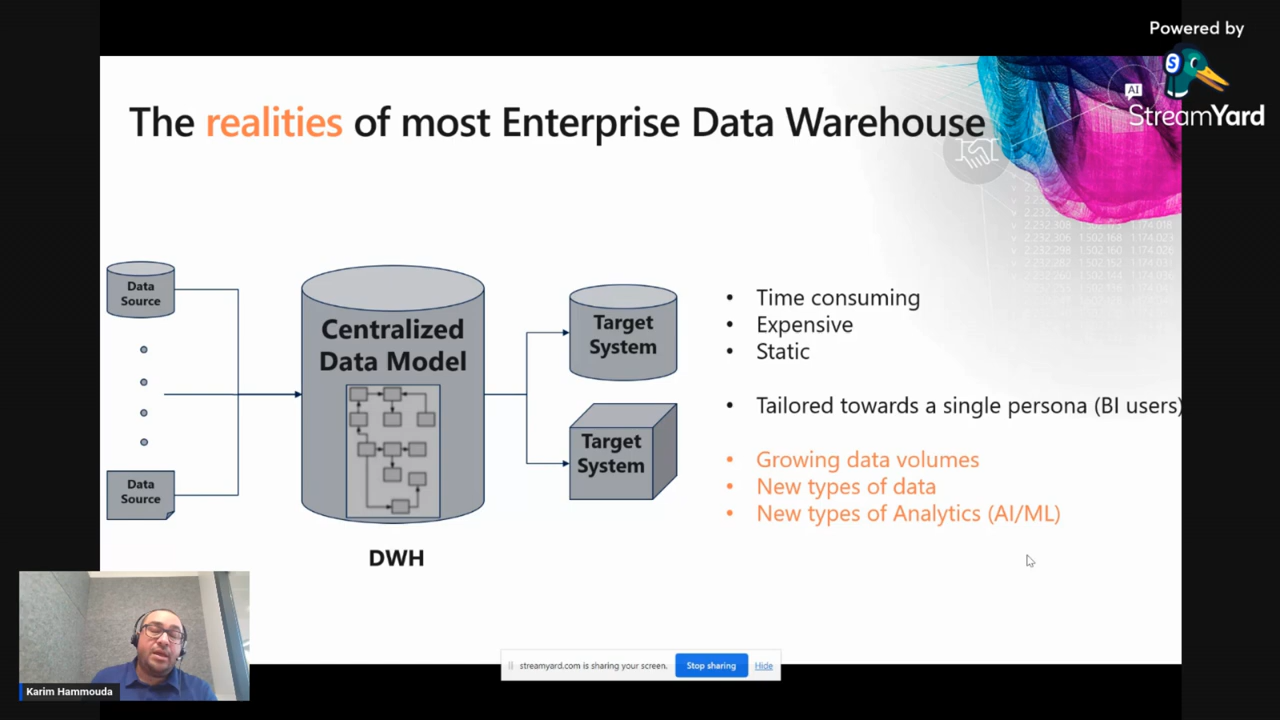 Powered by
S
AI
StreamYard
The realities of most Enterprise Data Warehouse
Data
Source
Data
Source
Centralized
Data Model
DWH
Target
System
Target
System
• Time consuming
• Expensive
• Static
• Tailored towards a single persona (BI users)
• Growing data volumes
• New types of data
• New types of Analytics (AI/ML)
Karim Hammouda
streamyard.com is sharing your screen.
Stop sharing
Hide